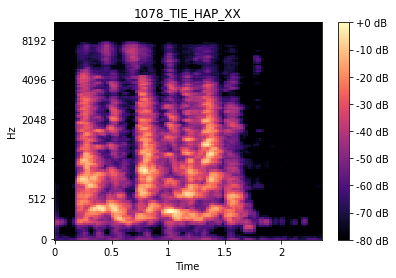 1078_TIE_HAP_XX
+0 dB
8192
-10 dB
4096
-20 dB
-30 dB
2048
Hz
-40 dB
1024
-50 dB
512
-60 dB
-70 dB
0
-80 dB
0 0.5 1 1.5 2
Time